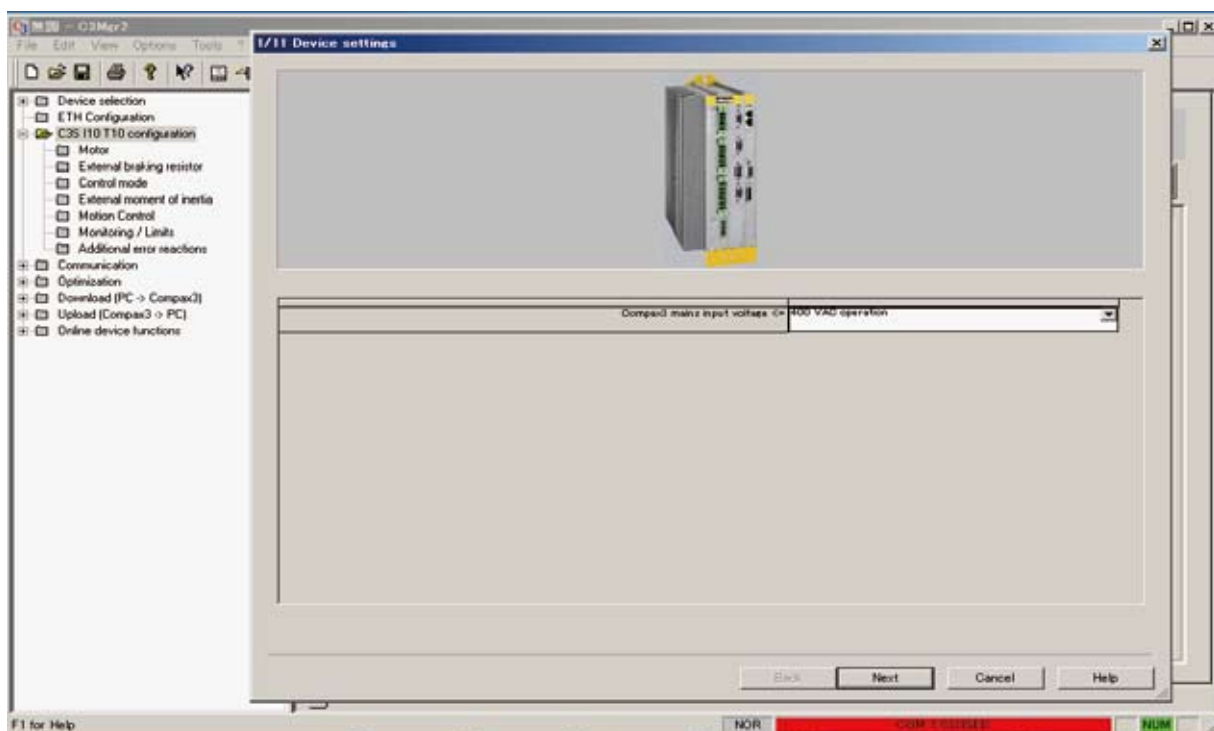 無題 - C3Mgr2
File Edit View Options Tools ?
1/11 Device settings
Device selection
ETH Configuration
C3S I10 T10 configuration
Motor
External braking resistor
Control mode
External moment of inertia
Motion Control
Monitoring / Limits
Additional error reactions
Communication
Optimization
Download (PC -> Compax3)
Upload (Compax3 -> PC)
Online device functions
Compax3 mains input voltage <= 400 VAC operation
Back Next Cancel Help
F1 for Help
NOR
NUM